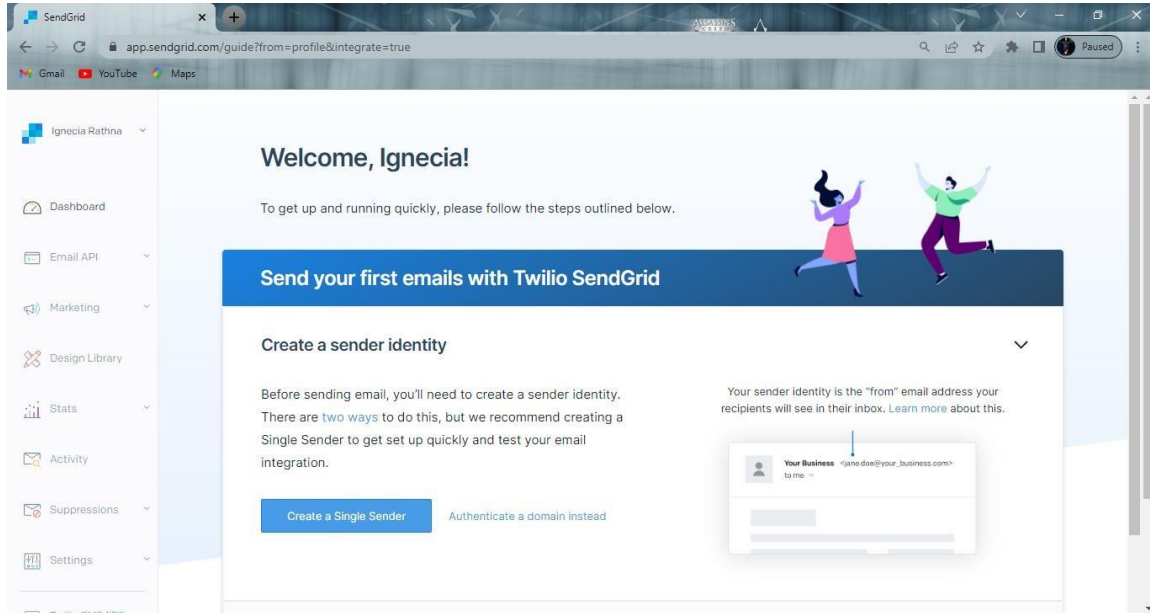 SendGrid
app.sendgrid.com/guide?from=profile&integrate=true
Paused
Gmail
YouTube
Maps
ASSASSINS
Ignecia Rathna
Dashboard
Email API
Marketing
Design Library
Stats
Activity
Suppressions
Settings
Welcome, Ignecia!
To get up and running quickly, please follow the steps outlined below.
Send your first emails with Twilio SendGrid
Create a sender identity
Before sending email, you'll need to create a sender identity.
There are two ways to do this, but we recommend creating a
Single Sender to get set up quickly and test your email
integration.
Create a Single Sender
Authenticate a domain instead
Your sender identity is the "from" email address your
recipients will see in their inbox. Learn more about this.
Your Business <jane.doe@your_business.com>
to me